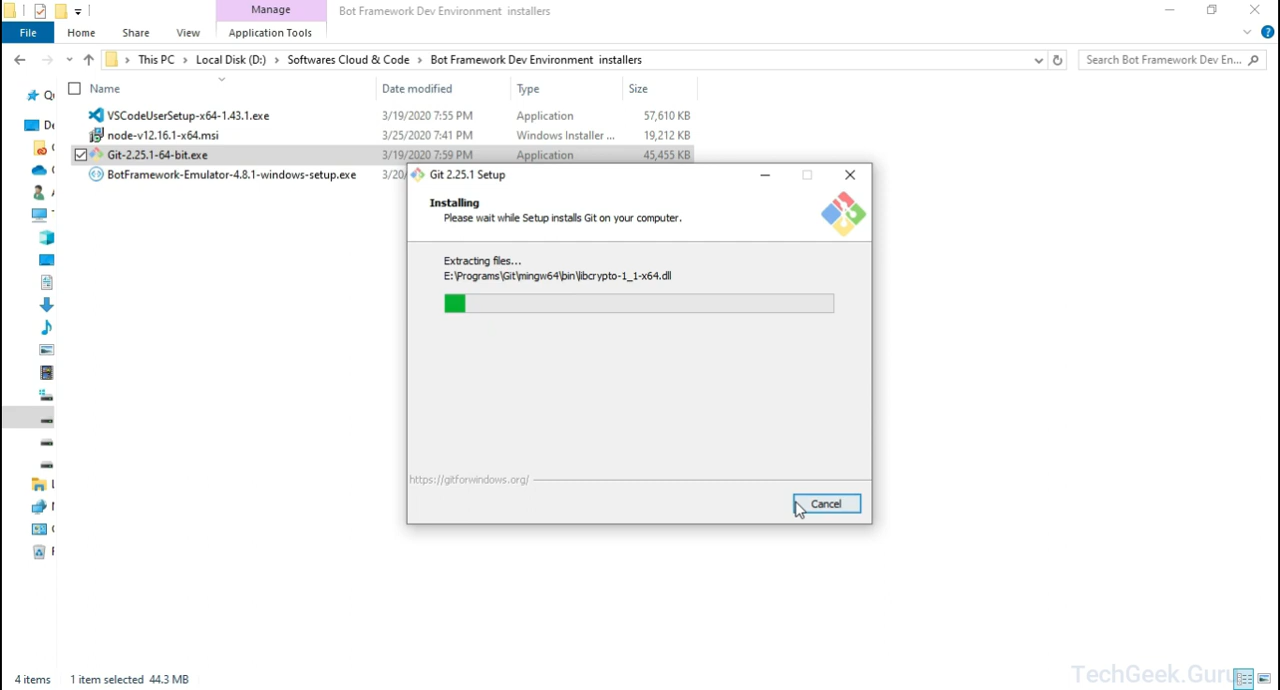 Manage
Bot Framework Dev Environment installers
File
Home
Share
View
Application Tools
This PC > Local Disk (D:) > Softwares Cloud & Code > Bot Framework Dev Environment installers
Search Bot Framework Dev En...
Name
Date modified
Type
Size
VSCodeUserSetup-x64-1.43.1.exe 3/19/2020 7:55 PM Application 57,610 KB
node-v12.16.1-x64.msi 3/25/2020 7:41 PM Windows Installer ... 19,212 KB
Git-2.25.1-64-bit.exe 3/19/2020 7:59 PM Application 45,455 KB
BotFramework-Emulator-4.8.1-windows-setup.exe 3/20/
Git 2.25.1 Setup
Installing
Please wait while Setup installs Git on your computer.
Extracting files...
E:\Programs\Git\mingw64\bin\libcrypto-1_1-x64.dll
https://gitforwindows.org/
Cancel
4 items
1 item selected 44.3 MB
TechGeek.Guru